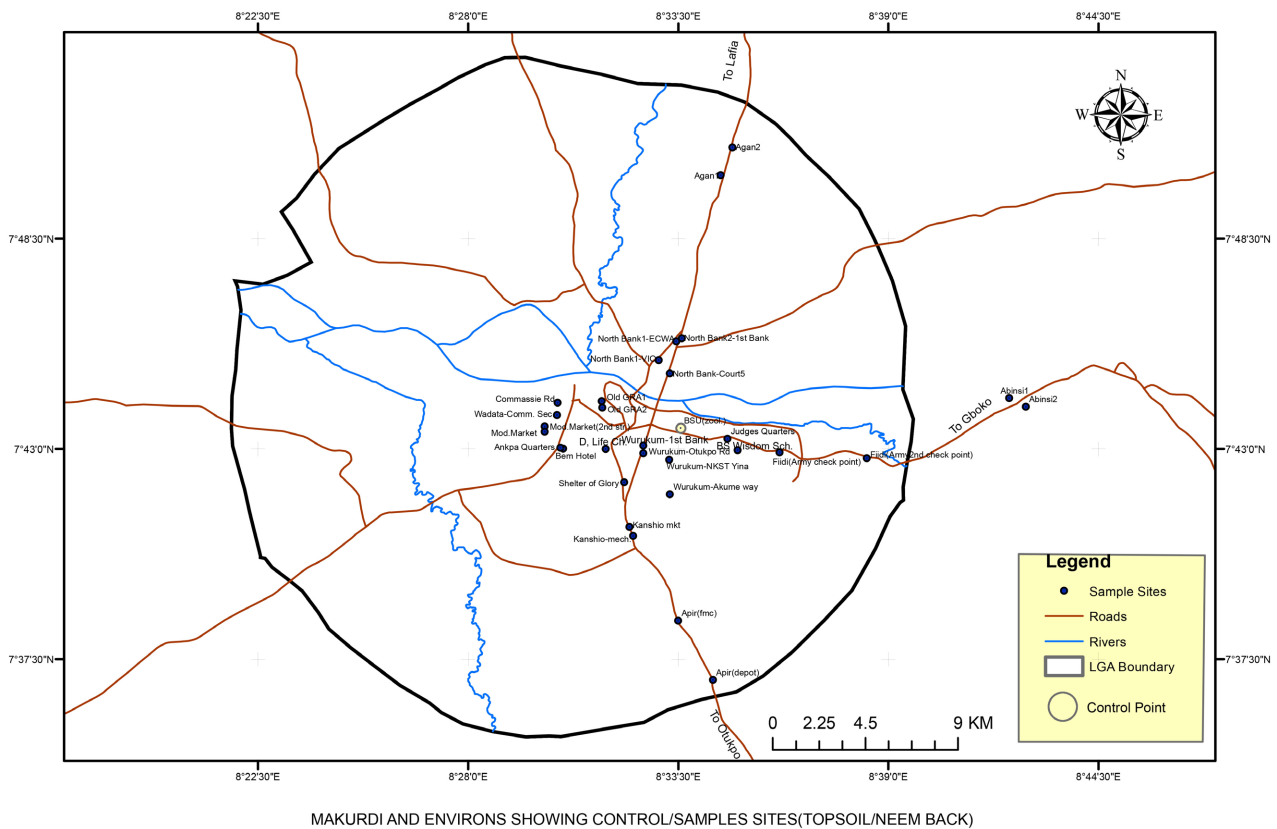 8°22'30"E 8°28'0"E 8°33'30"E 8°39'0"E 8°44'30"E
To Lafia
N
W E
S
Agan2
Agan1
7°48'30"N 7°48'30"N
North Bank1-ECWA North Bank2-1st Bank
North Bank1-VIO
North Bank-Court5
Abinsi1
Abinsi2
Commassie Rd
Old GRA1
Old GRA2
Wadata-Comm. Sec
To Gboko
BSU(zool.)
Mod.Market(2nd stn)
Mod.Market
Judges Quarters
D, Life Ch. Wurukum-1st Bank
BS Wisdom Sch.
7°43'0"N 7°43'0"N
Ankpa Quarters
Bem Hotel
Wurukum-Otukpo Rd
Fiidi(Army check point) Fiidi(Army2nd check point)
Wurukum-NKST Yina
Shelter of Glory
Wurukum-Akume way
Kanshio mkt
Kanshio-mech.
Legend
Sample Sites
Roads
Rivers
LGA Boundary
Control Point
Apir(fmc)
7°37'30"N 7°37'30"N
Apir(depot)
To Otukpo
0 2.25 4.5 9 KM
8°22'30"E 8°28'0"E 8°33'30"E 8°39'0"E 8°44'30"E
MAKURDI AND ENVIRONS SHOWING CONTROL/SAMPLES SITES(TOPSOIL/NEEM BACK)